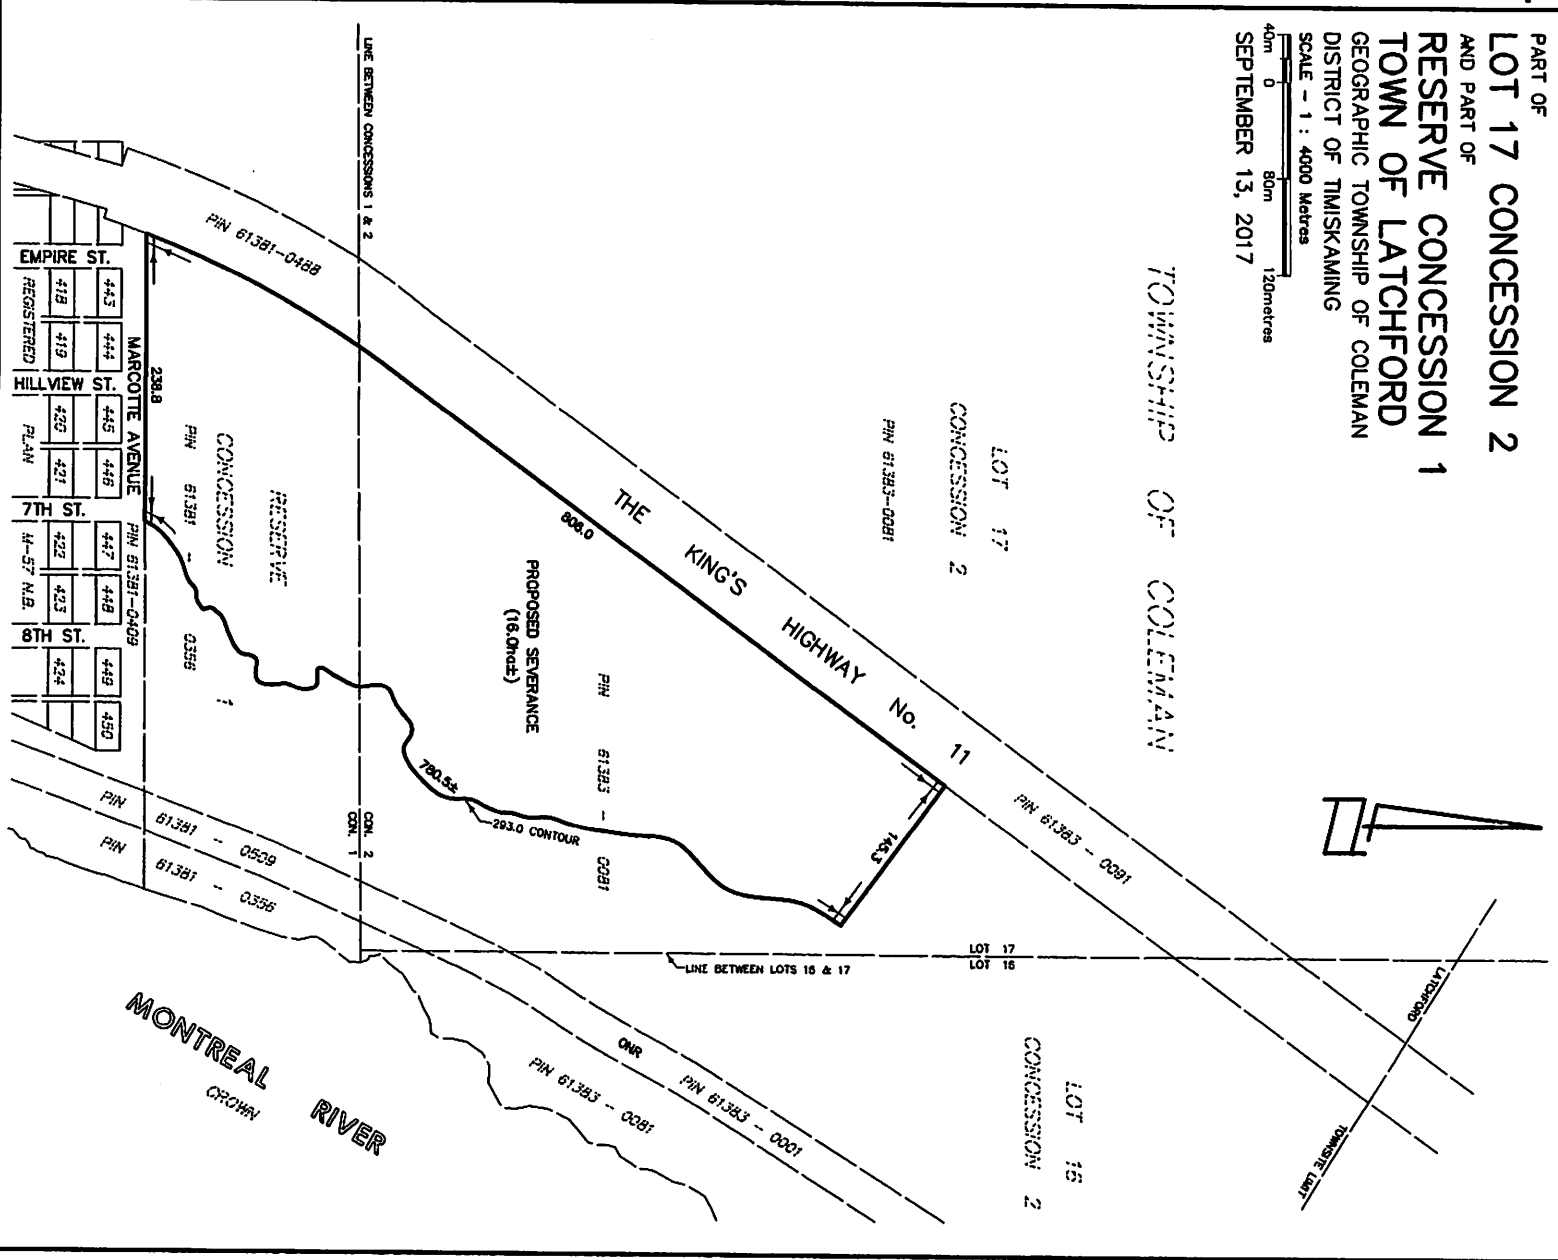 PART OF
LOT 17 CONCESSION 2
AND PART OF
RESERVE CONCESSION 1
TOWN OF LATCHFORD
GEOGRAPHIC TOWNSHIP OF COLEMAN
DISTRICT OF TIMISKAMING
SCALE - 1 : 4000 Metres
40m 0 80m 120metres
SEPTEMBER 13, 2017
TOWNSHIP OF COLEMAN
LATCHFORD
TOWNSITE LIMIT
LOT 17
CONCESSION 2
PIN 61383-0081
LOT 16
CONCESSION 2
LOT 17
LOT 16
LINE BETWEEN LOTS 16 & 17
PIN 61383 - 0091
THE KING'S HIGHWAY No. 11
808.0
145.3
PIN 61383 - 0081
PROPOSED SEVERANCE
(16.0ha±)
293.0 CONTOUR
780.5±
ONR
PIN 61383 - 0001
PIN 61383 - 0081
LINE BETWEEN CONCESSIONS 1 & 2
CON. 2
CON. 1
PIN 61381-0488
RESERVE
CONCESSION 1
PIN 61381 - 0356
238.8
MARCOTTE AVENUE
PIN 61381-0409
PIN 61381 - 0509
PIN 61381 - 0356
443 444 445 446 447 448 449 450
418 419 420 421 422 423 424
EMPIRE ST.
HILLVIEW ST.
7TH ST.
8TH ST.
REGISTERED PLAN M-57 N.B.
MONTREAL RIVER
CROWN